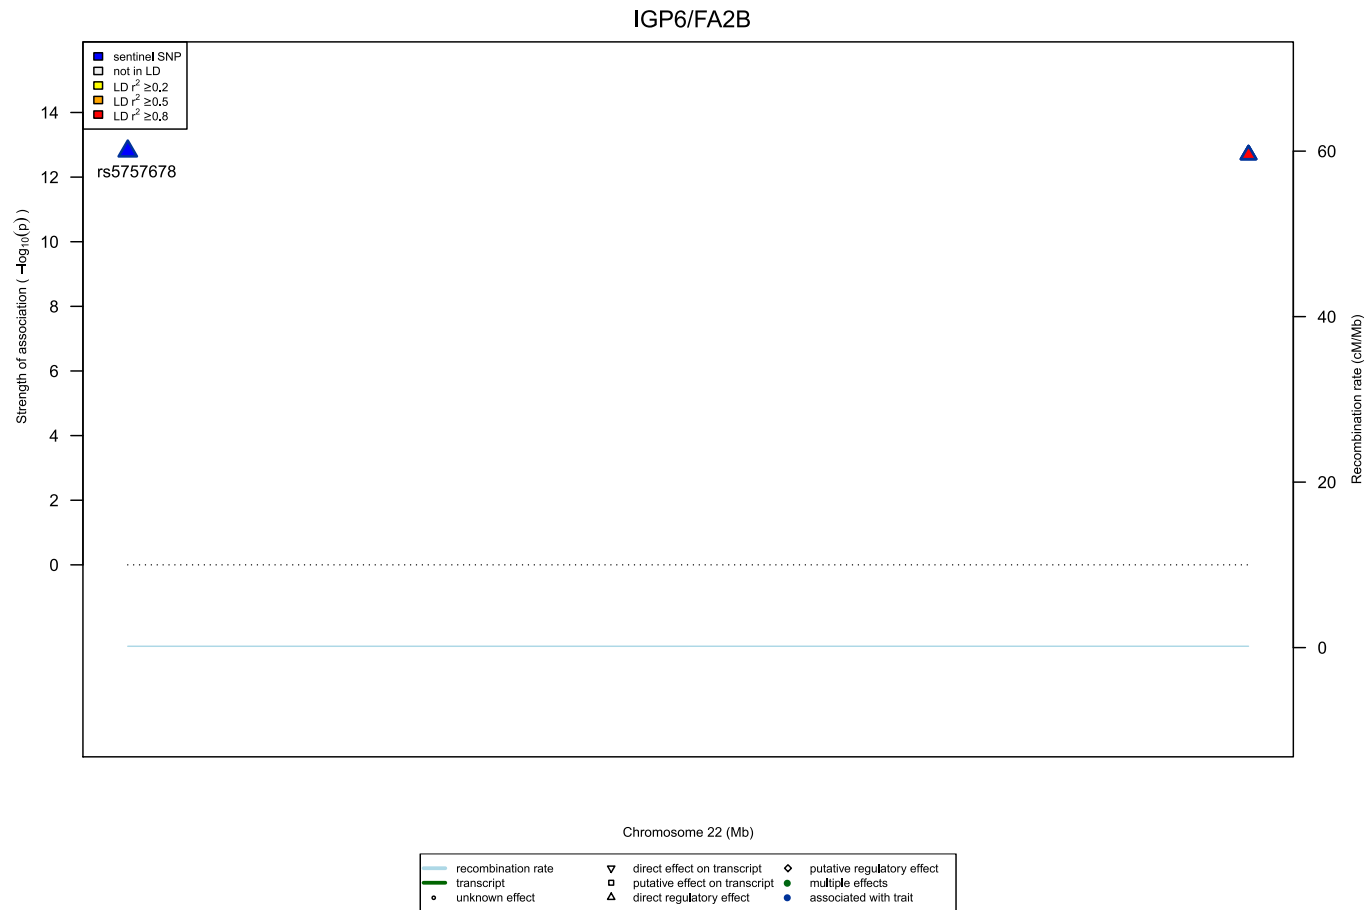 IGP6/FA2B
sentinel SNP
not in LD
LD r² ≥0.2
LD r² ≥0.5
LD r² ≥0.8
rs5757678
14
12
10
8
6
4
2
0
Strength of association ( −log₁₀(p) )
60
40
20
0
Recombination rate (cM/Mb)
Chromosome 22 (Mb)
recombination rate
transcript
unknown effect
direct effect on transcript
putative effect on transcript
direct regulatory effect
putative regulatory effect
multiple effects
associated with trait